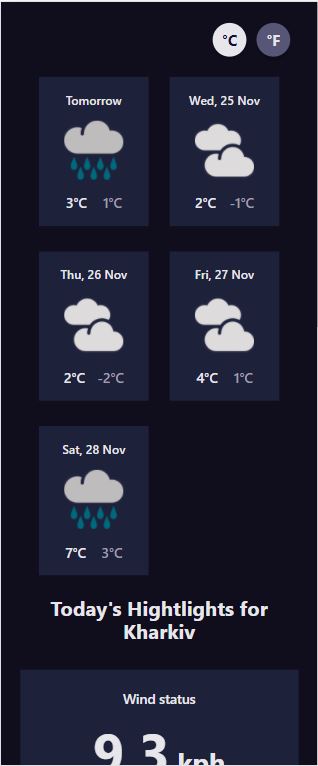 °C °F
Tomorrow
3°C 1°C
Wed, 25 Nov
2°C -1°C
Thu, 26 Nov
2°C -2°C
Fri, 27 Nov
4°C 1°C
Sat, 28 Nov
7°C 3°C
Today's Hightlights for
Kharkiv
Wind status
9.3 kph